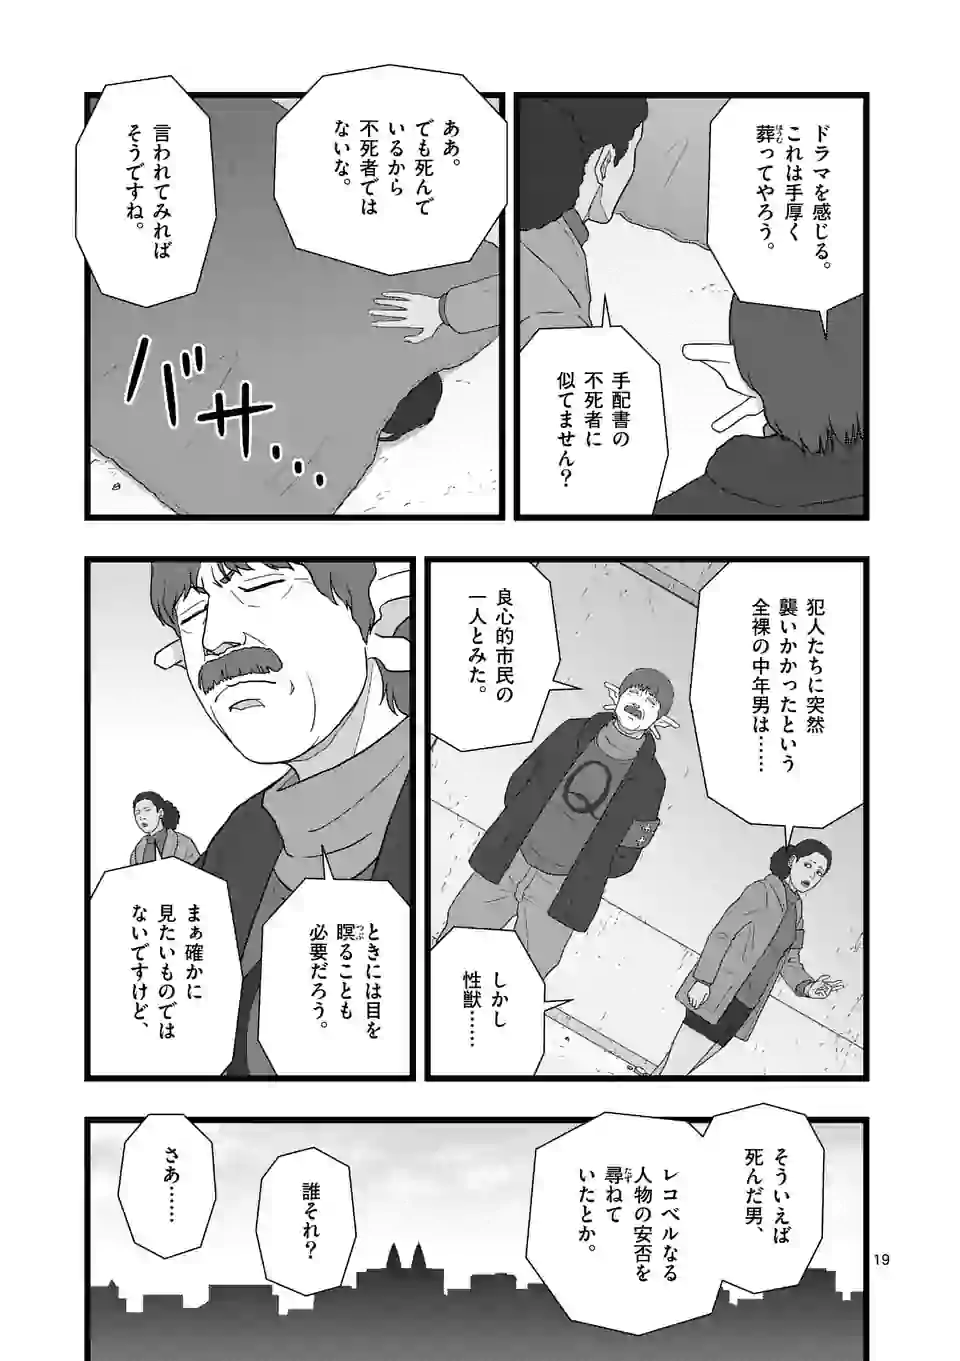 ドラマを感じる。
これは手厚く
葬ってやろう。
ほうむ
手配書の
不死者に
似てません？
ああ。
でも死んで
いるから
不死者では
ないな。
言われてみれば
そうですね。
バサ…
犯人たちに突然
襲いかかったという
全裸の中年男は……
良心的市民の
一人とみた。
しかし
性獣……
ときには目を
瞑ることも
つぶ
必要だろう。
まぁ確かに
見たいものでは
ないですけど、
そういえば
死んだ男、
レコベルなる
人物の安否を
尋ねて
たず
いたとか。
誰それ？
さあ……
19